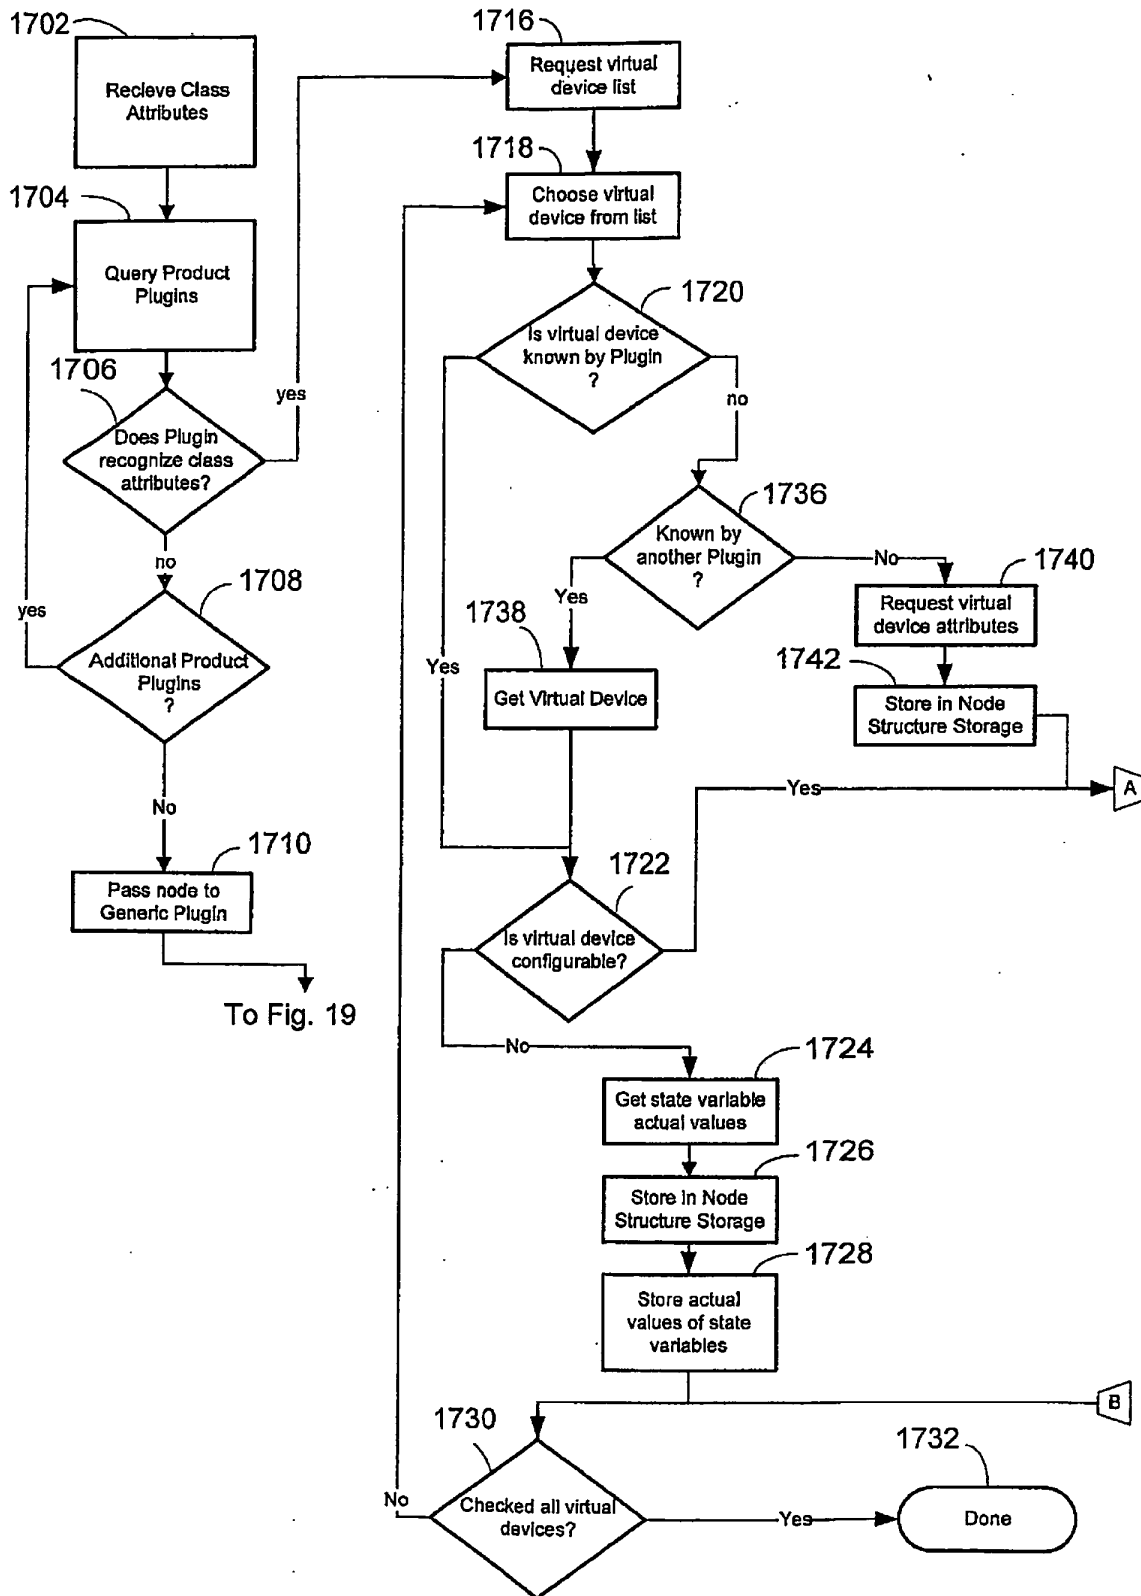 1702
Recieve Class
Attributes
1704
Query Product
Plugins
1706
Does Plugin
recognize class
attributes?
yes
no
1708
Additional Product
Plugins
?
yes
No
1710
Pass node to
Generic Plugin
To Fig. 19
1716
Request virtual
device list
1718
Choose virtual
device from list
1720
Is virtual device
known by Plugin
?
Yes
no
1736
Known by
another Plugin
?
Yes
No
1738
Get Virtual Device
1740
Request virtual
device attributes
1742
Store in Node
Structure Storage
Yes
A
1722
Is virtual device
configurable?
No
1724
Get state variable
actual values
1726
Store in Node
Structure Storage
1728
Store actual
values of state
variables
B
1730
Checked all virtual
devices?
No
Yes
1732
Done